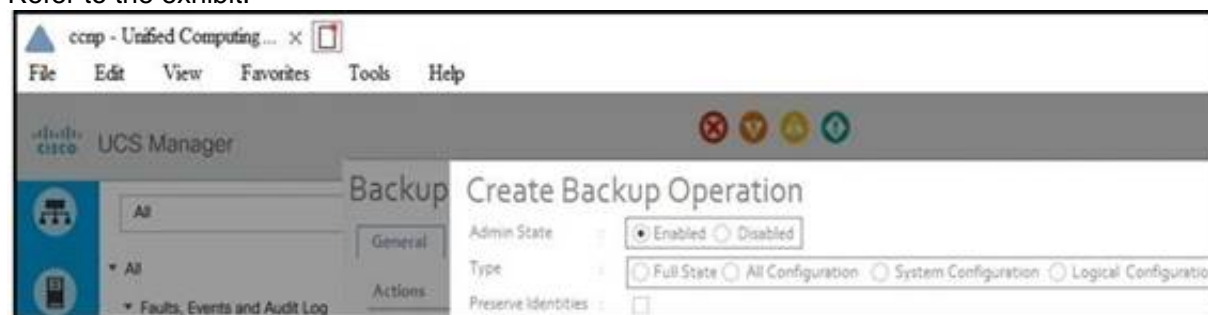 Refer to the exhibit.
ccnp - Unified Computing... ×
File Edit View Favorites Tools Help
cisco UCS Manager
All
Backup
Create Backup Operation
General
Admin State : Enabled Disabled
All
Type : Full State All Configuration System Configuration Logical Configuratio
Faults, Events and Audit Log
Actions
Preserve Identities :